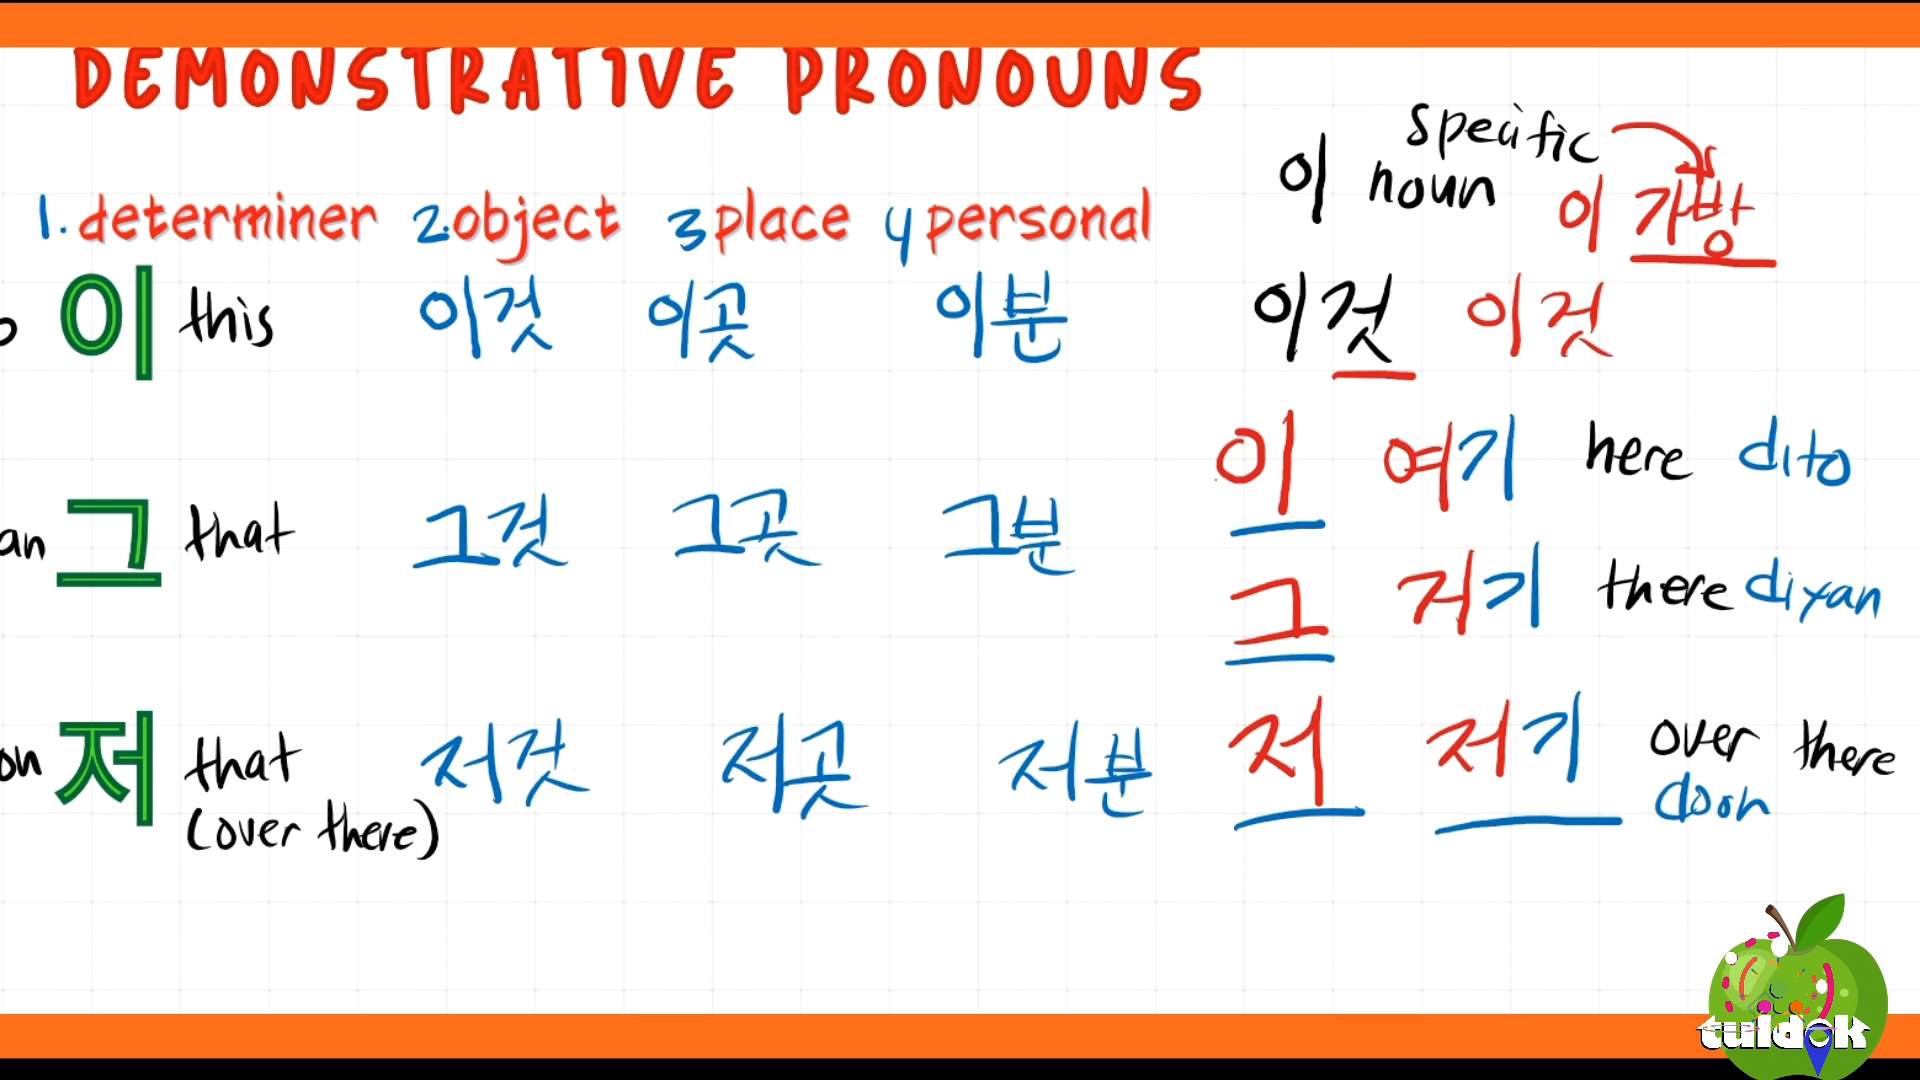 DEMONSTRATIVE PRONOUNS
1. determiner 2. object 3 place 4 personal
이 specific noun 이 가방
o 이 this 이것 이곳 이분
이것 이것
이 여기 here dito
an 그 that 그것 그곳 그분
그 저기 there diyan
on 저 that (over there) 저것 저곳 저분
저 저기 over there doon
tuldok